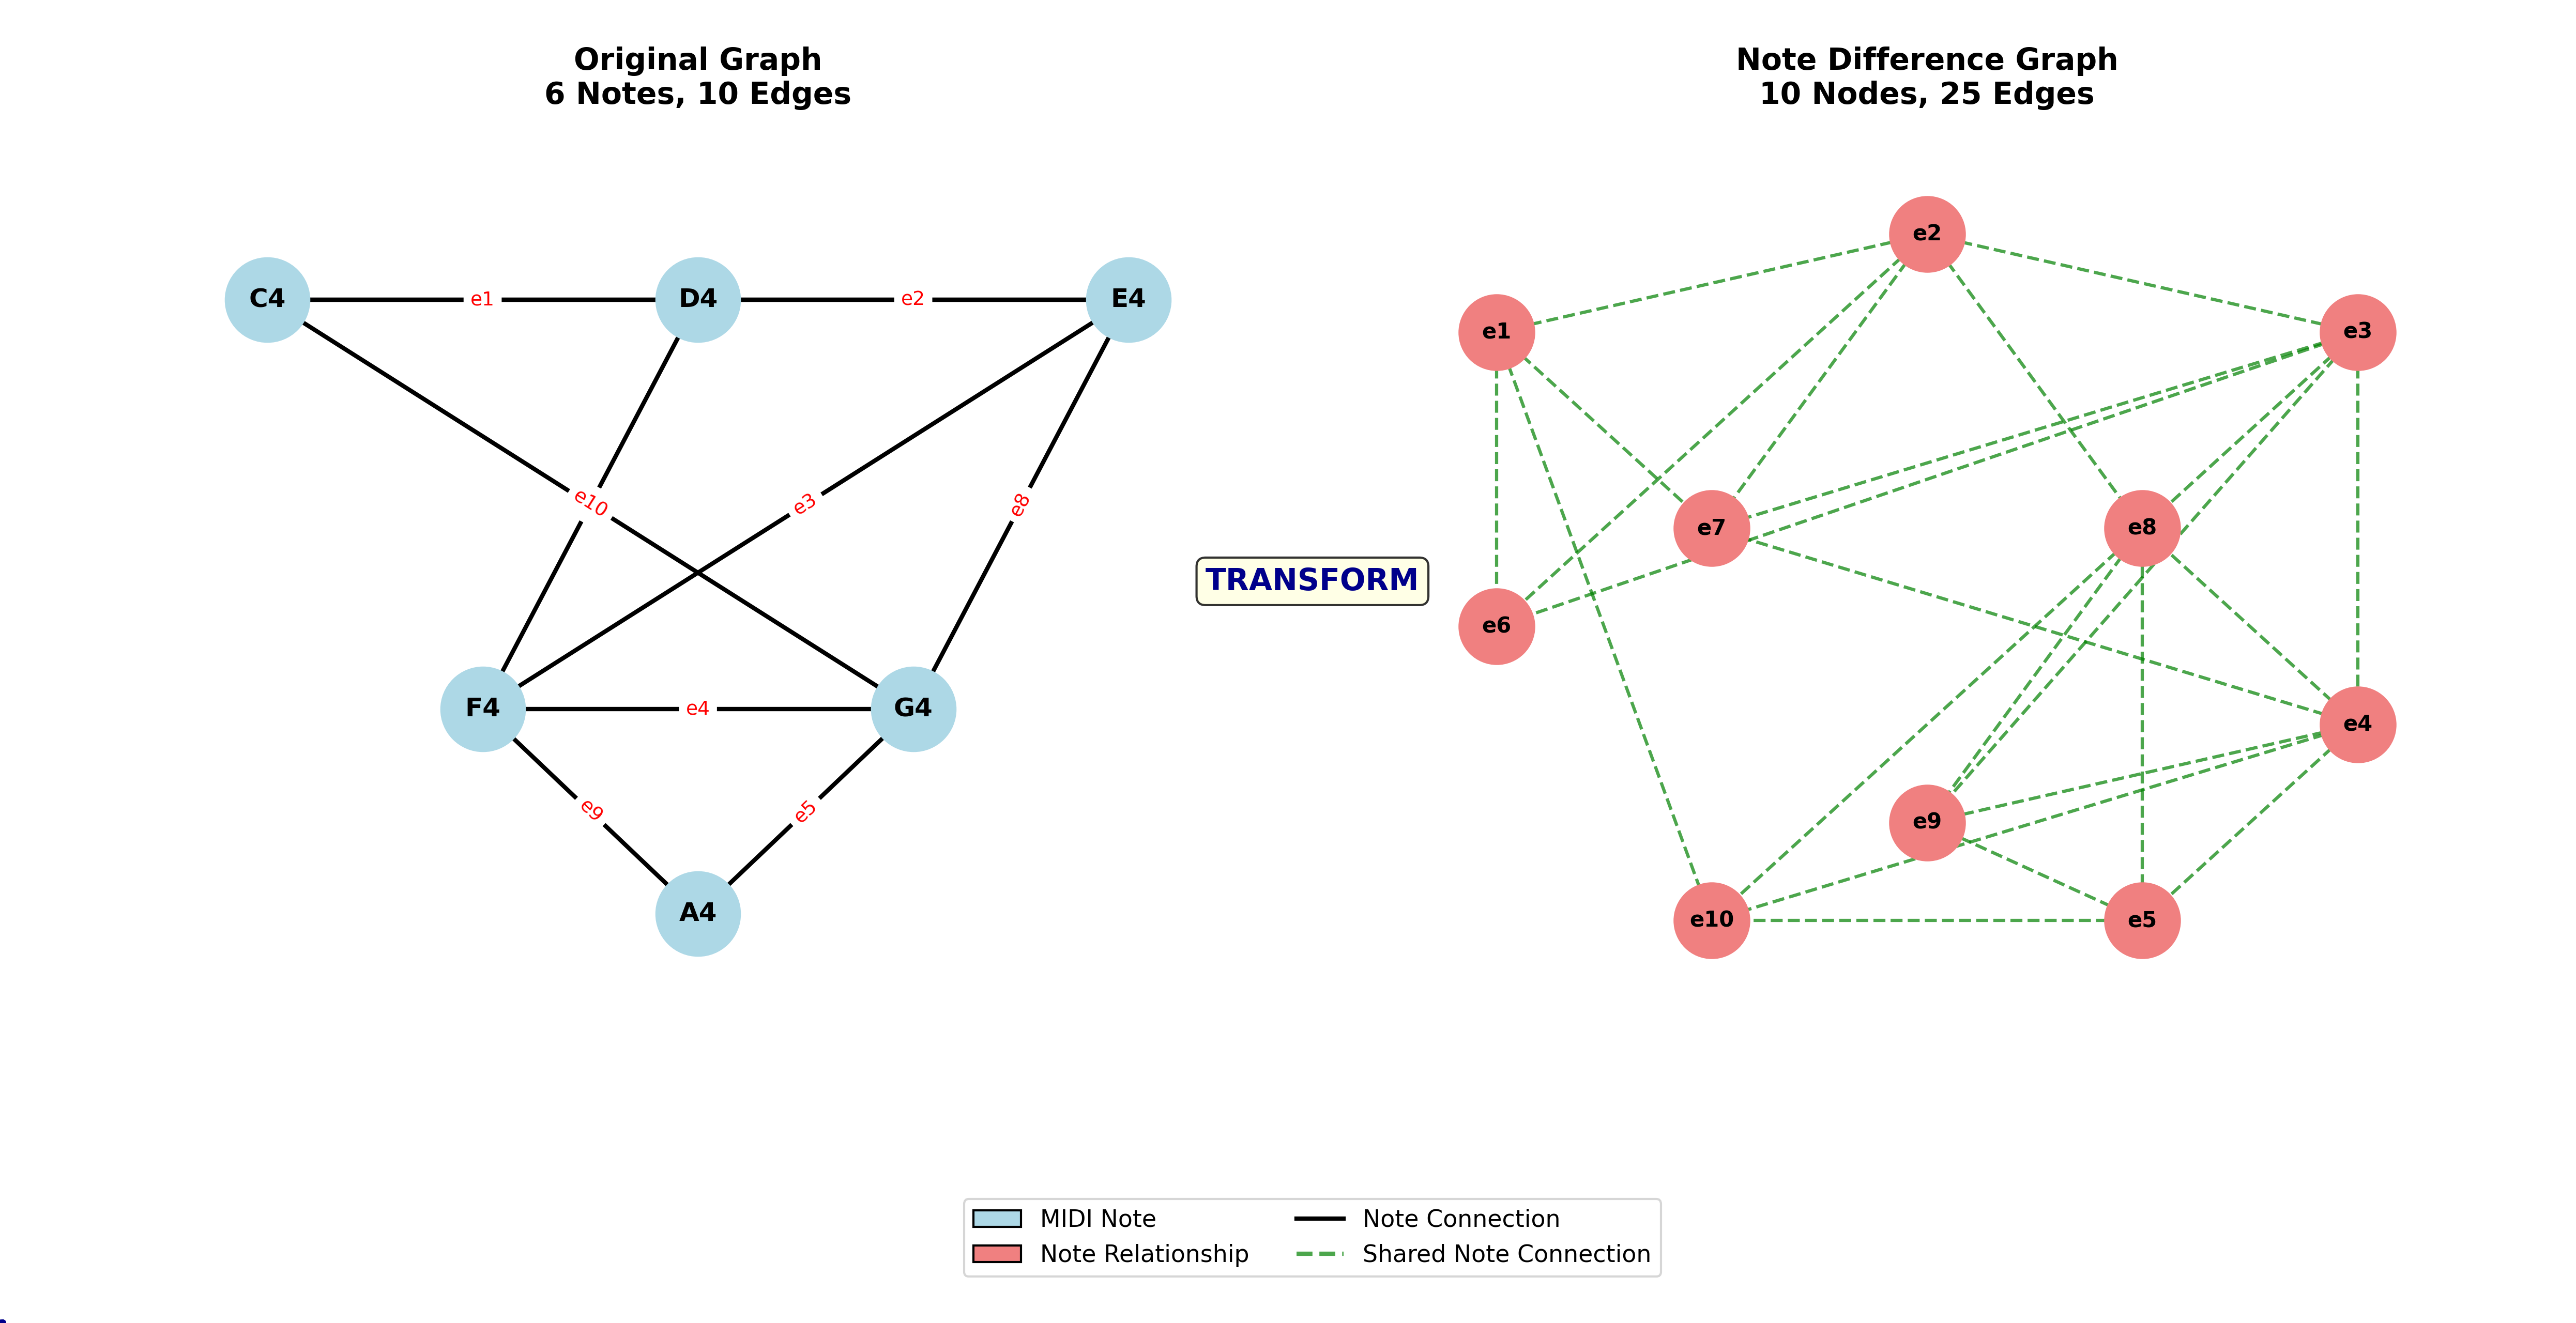 Original Graph
6 Notes, 10 Edges
C4
e1
D4
e2
E4
e10
e3
e8
F4
e4
G4
e9
e5
A4
TRANSFORM
Note Difference Graph
10 Nodes, 25 Edges
e2
e1
e3
e7
e8
e6
e4
e9
e10
e5
MIDI Note
Note Relationship
Note Connection
Shared Note Connection